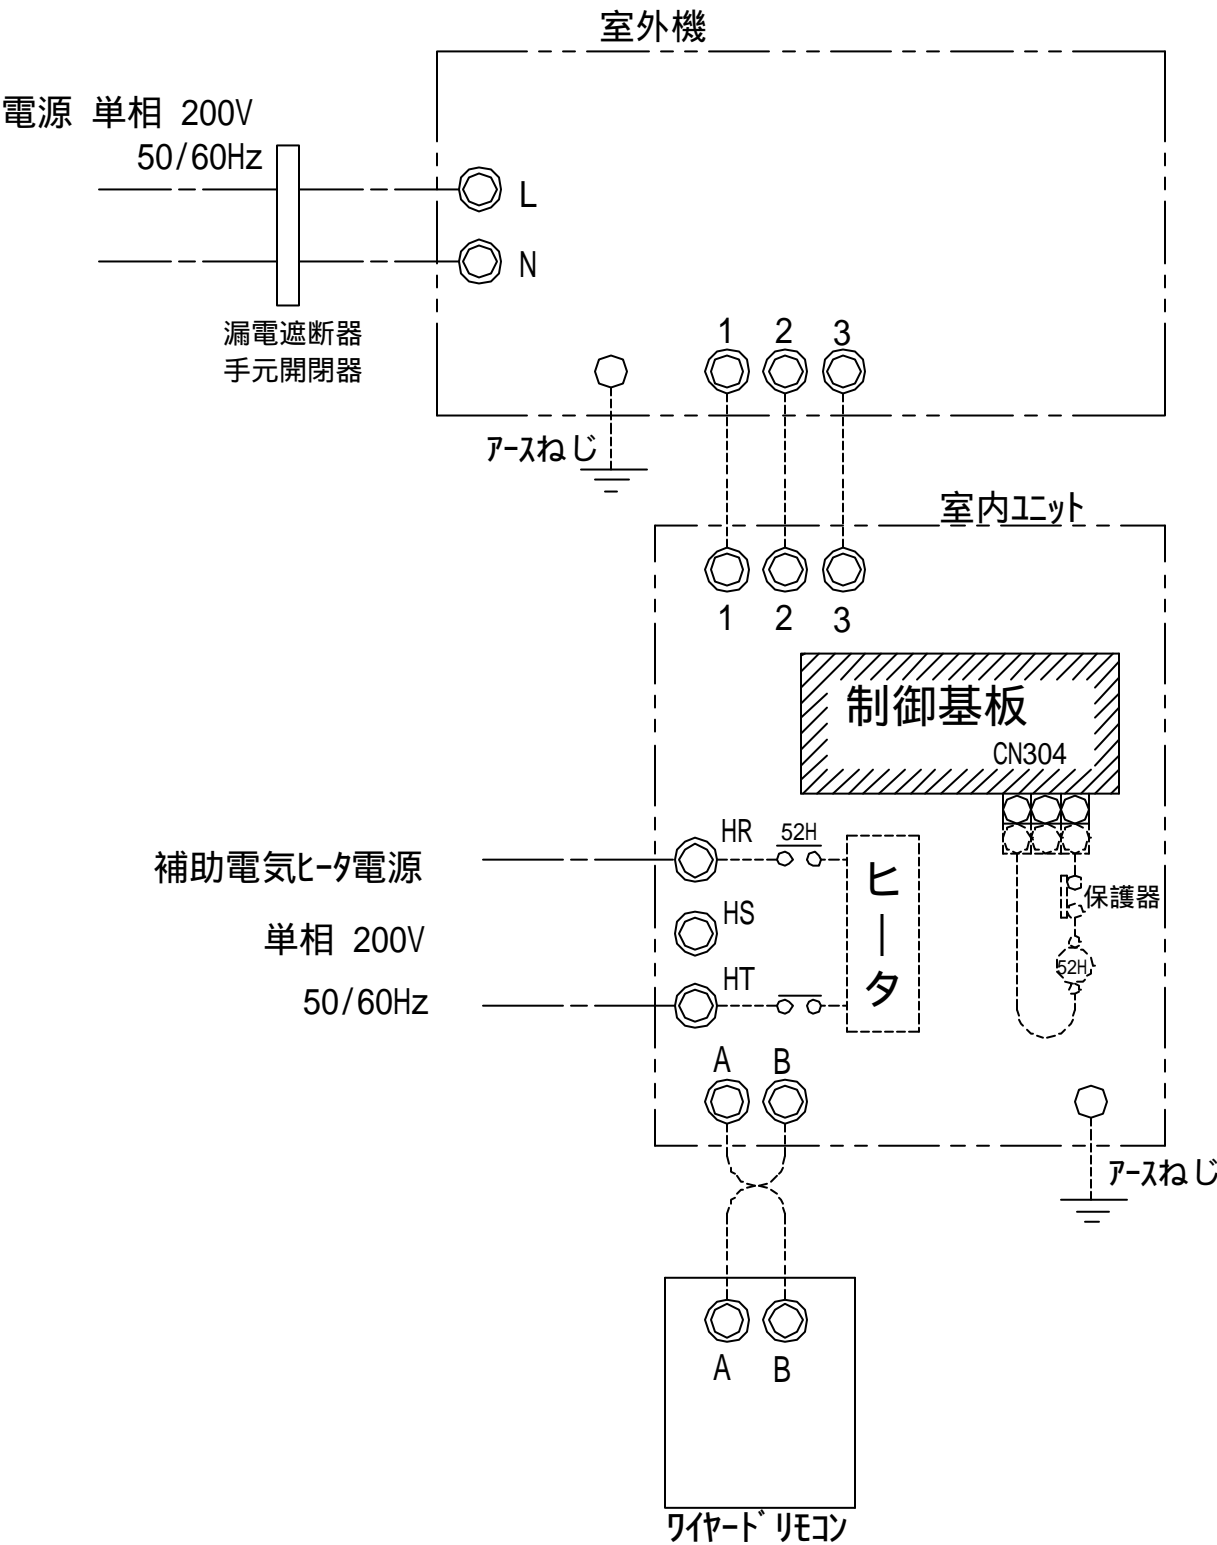 室外機
電源 単相 200V
50/60Hz
L
N
漏電遮断器
手元開閉器
1 2 3
ｱｰｽねじ
室内ﾕﾆｯﾄ
1 2 3
制御基板
CN304
HR 52H
補助電気ﾋｰﾀ電源
ヒータ
保護器
HS
単相 200V
52H
HT
50/60Hz
A B
ｱｰｽねじ
A B
ﾜｲﾔｰﾄﾞﾘﾓｺﾝ